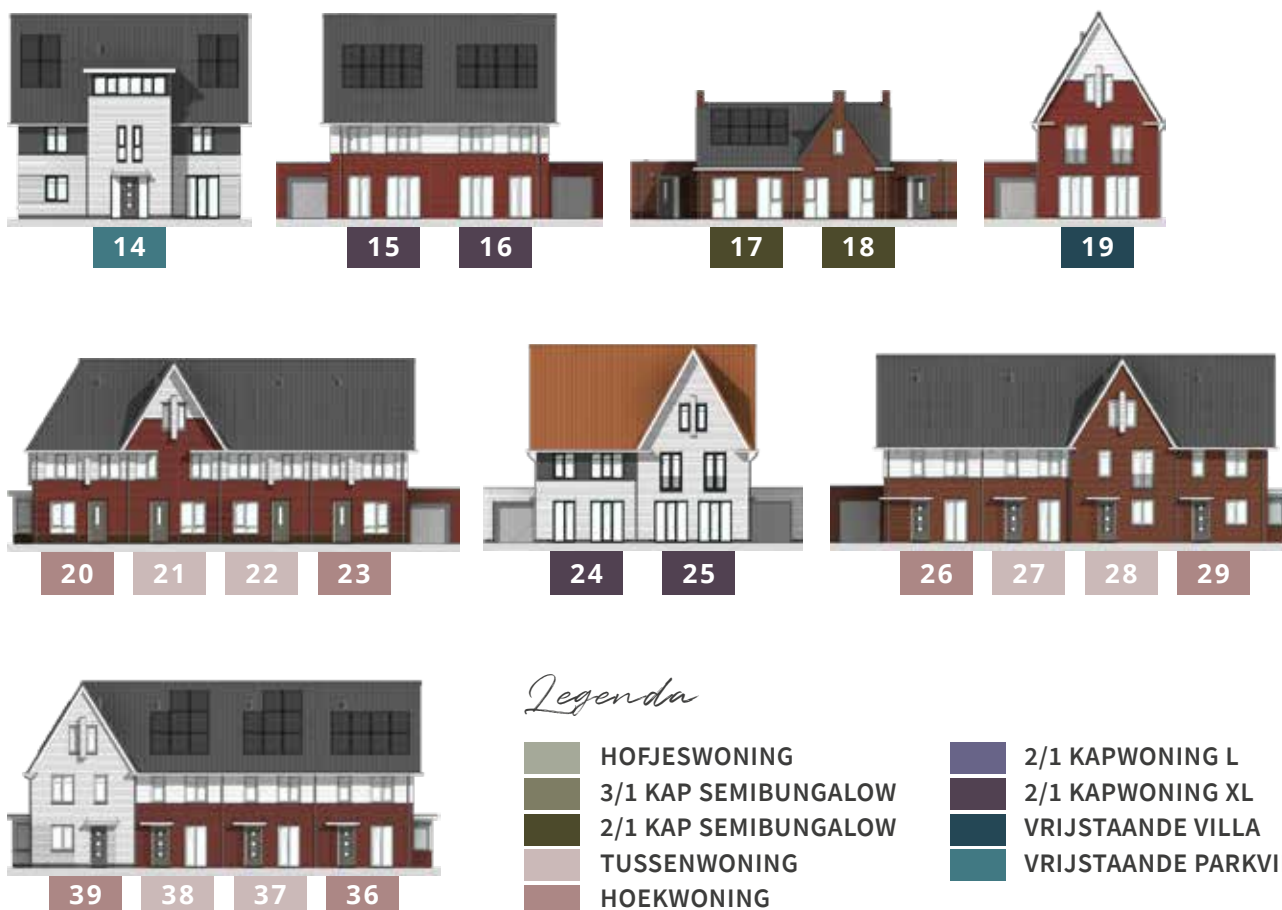 14
15 16
17 18
19
20 21 22 23
24 25
26 27 28 29
39 38 37 36
Legenda
HOFJESWONING
3/1 KAP SEMIBUNGALOW
2/1 KAP SEMIBUNGALOW
TUSSENWONING
HOEKWONING
2/1 KAPWONING L
2/1 KAPWONING XL
VRIJSTAANDE VILLA
VRIJSTAANDE PARKVI